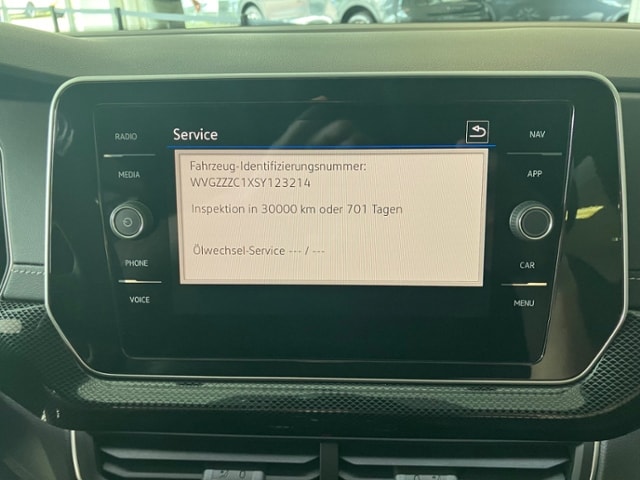 RADIO
MEDIA
PHONE
VOICE
Service
Fahrzeug-Identifizierungsnummer:
WVGZZZC1XSY123214
Inspektion in 30000 km oder 701 Tagen
Ölwechsel-Service --- / ---
NAV
APP
CAR
MENU